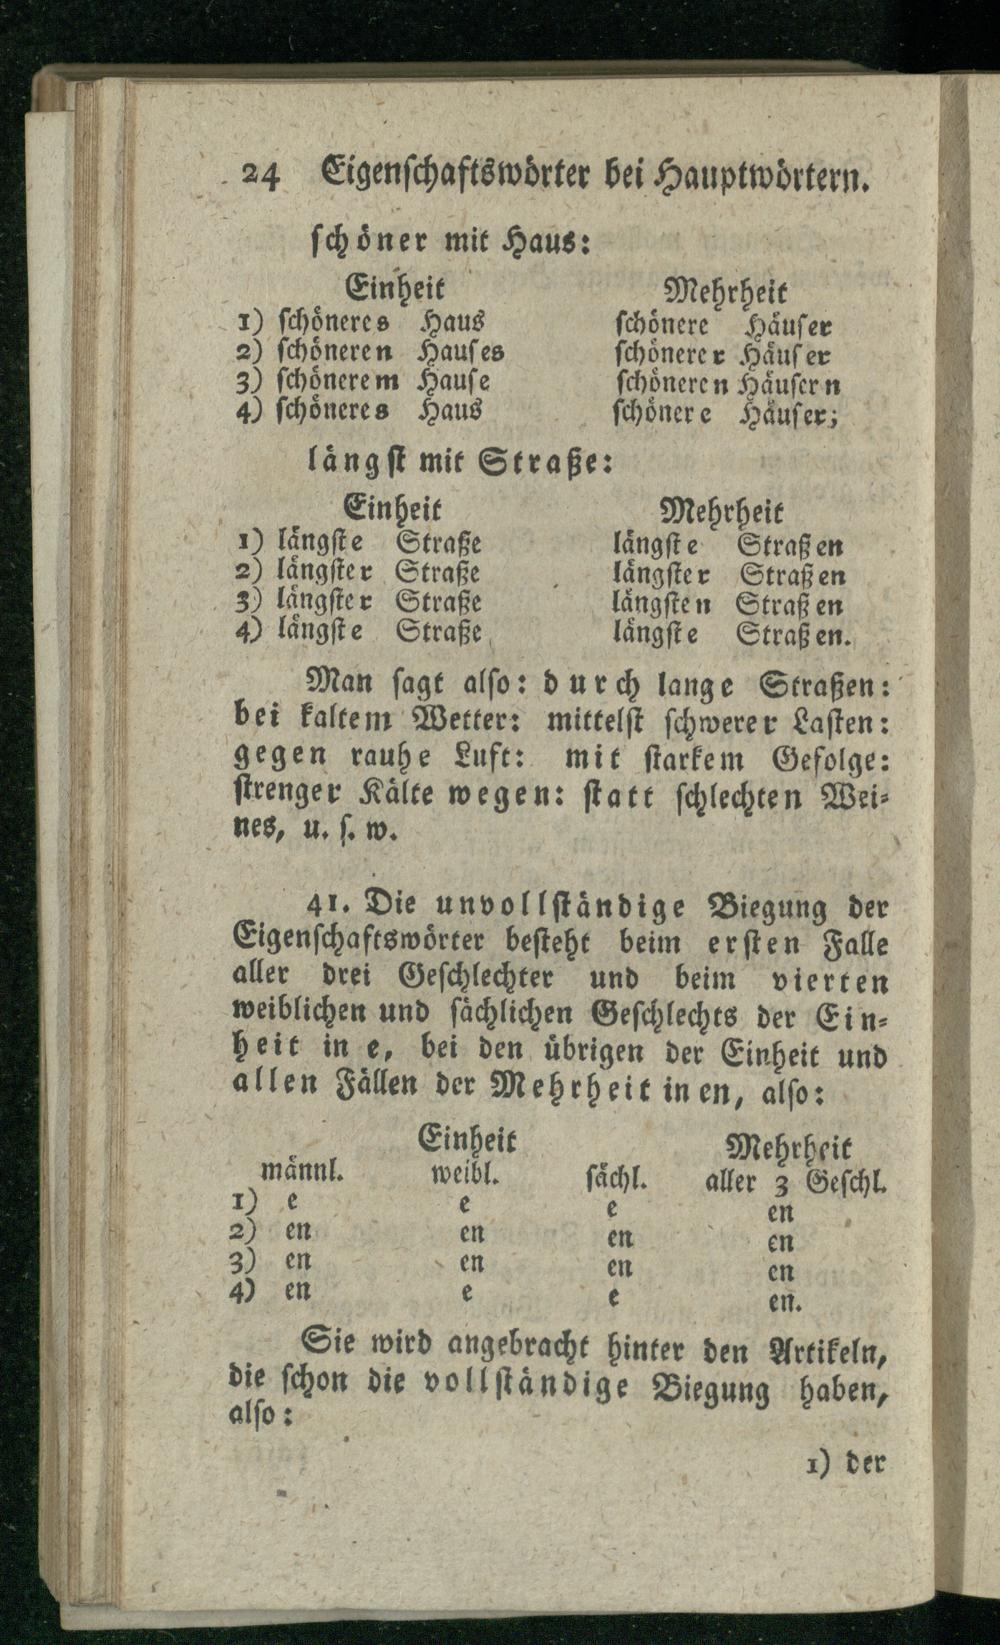 24 Eigenschaftswörter bei Hauptwörtern.
schöner mit Haus:
Einheit Mehrheit
1) schöneres Haus schönere Häuser
2) schöneren Hauses schönerer Häuser
3) schönerem Hause schöneren Häusern
4) schöneres Haus schönere Häuser;
längst mit Straße:
Einheit Mehrheit
1) längste Straße längste Straßen
2) längster Straße längster Straßen
3) längster Straße längsten Straßen
4) längste Straße längste Straßen.
Man sagt also: durch lange Straßen:
bei kaltem Wetter: mittelst schwerer Lasten:
gegen rauhe Luft: mit starkem Gefolge:
strenger Kälte wegen: statt schlechten Wei-
nes, u. s. w.
41. Die unvollständige Biegung der
Eigenschaftswörter besteht beim ersten Falle
aller drei Geschlechter und beim vierten
weiblichen und sächlichen Geschlechts der Ein-
heit in e, bei den übrigen der Einheit und
allen Fällen der Mehrheit in en, also:
Einheit Mehrheit
männl. weibl. sächl. aller 3 Geschl.
1) e e e en
2) en en en en
3) en en en en
4) en e e en.
Sie wird angebracht hinter den Artikeln,
die schon die vollständige Biegung haben,
also:
1) der